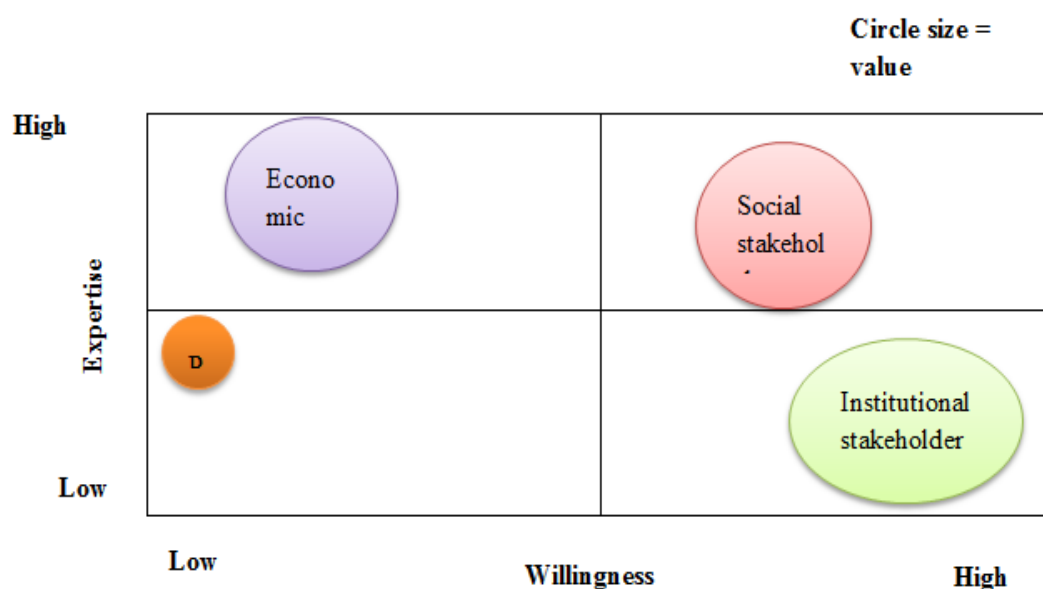 Circle size =
value
High
Econo
mic
Social
stakehol
Expertise
D
Institutional
stakeholder
Low
Low
Willingness
High